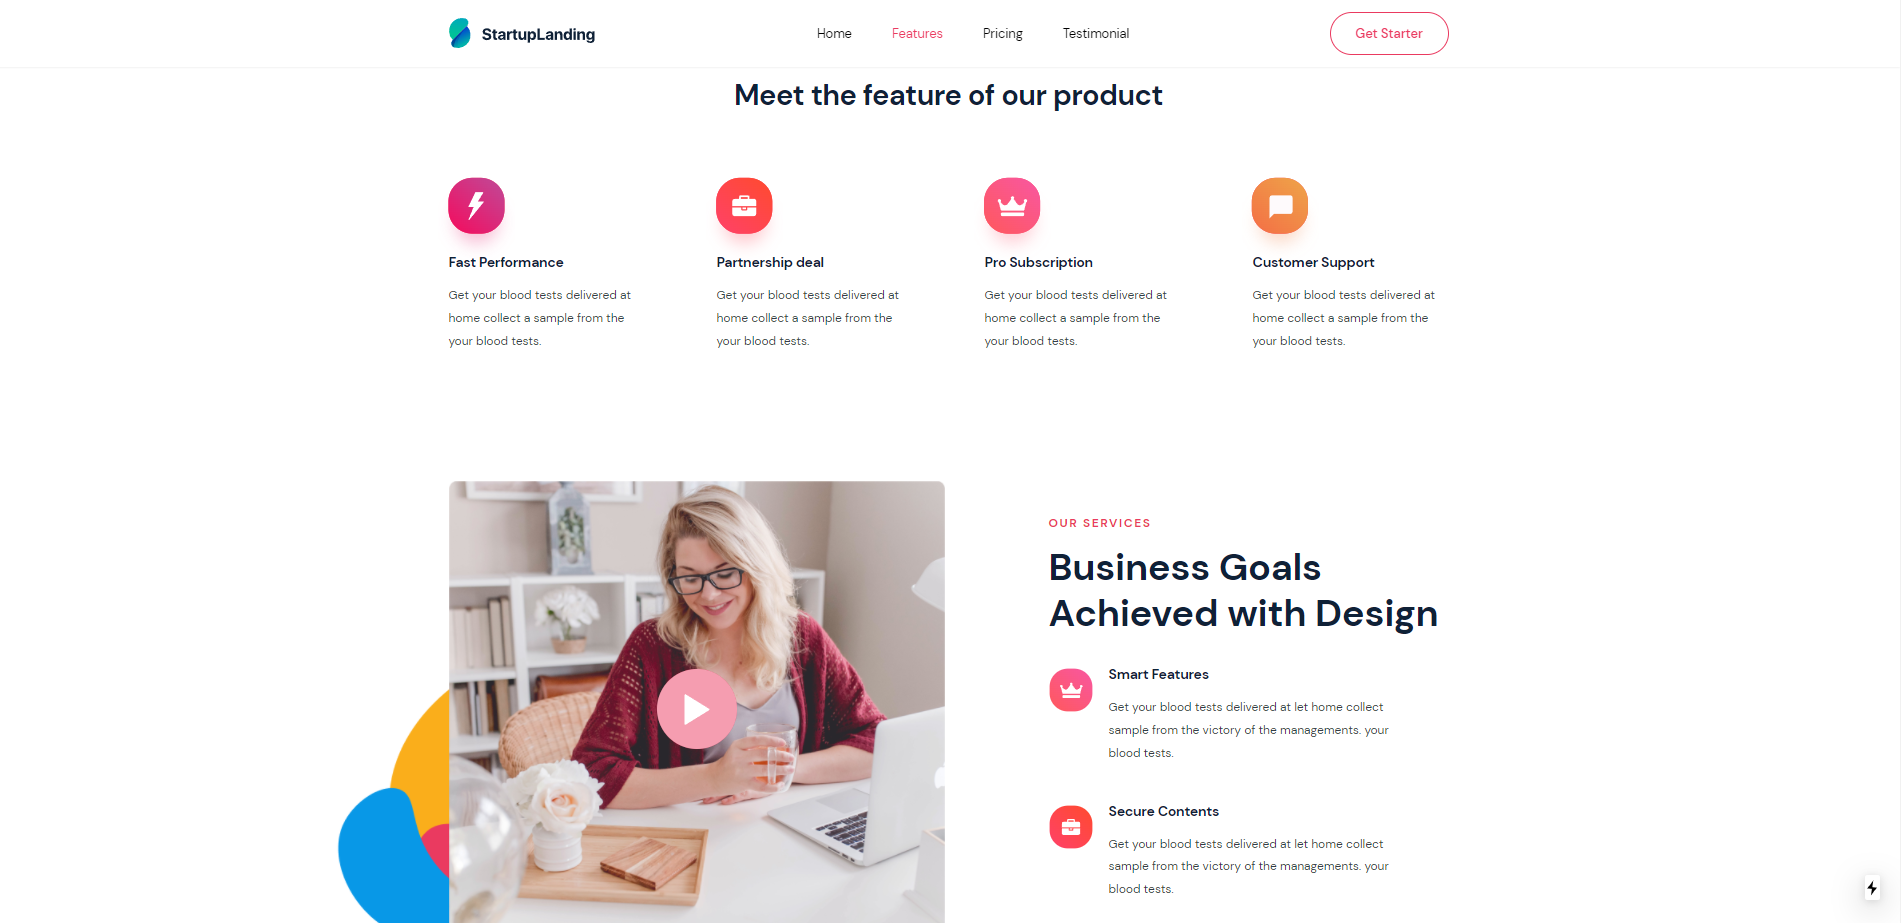 StartupLanding
Home
Features
Pricing
Testimonial
Get Starter
Meet the feature of our product
Fast Performance
Get your blood tests delivered at
home collect a sample from the
your blood tests.
Partnership deal
Get your blood tests delivered at
home collect a sample from the
your blood tests.
Pro Subscription
Get your blood tests delivered at
home collect a sample from the
your blood tests.
Customer Support
Get your blood tests delivered at
home collect a sample from the
your blood tests.
OUR SERVICES
Business Goals
Achieved with Design
Smart Features
Get your blood tests delivered at let home collect
sample from the victory of the managements. your
blood tests.
Secure Contents
Get your blood tests delivered at let home collect
sample from the victory of the managements. your
blood tests.